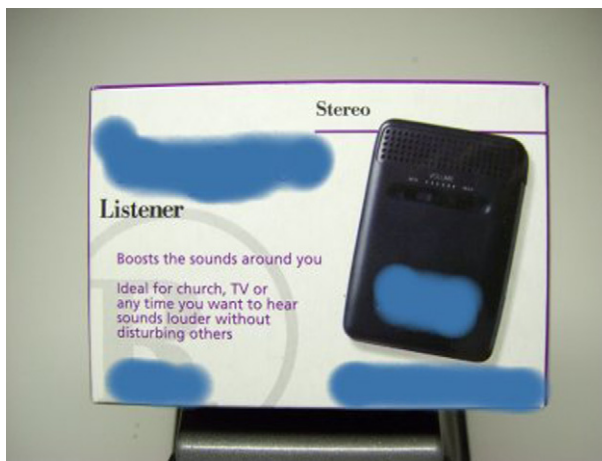 Stereo
VOLUME
Listener
Boosts the sounds around you
Ideal for church, TV or
any time you want to hear
sounds louder without
disturbing others